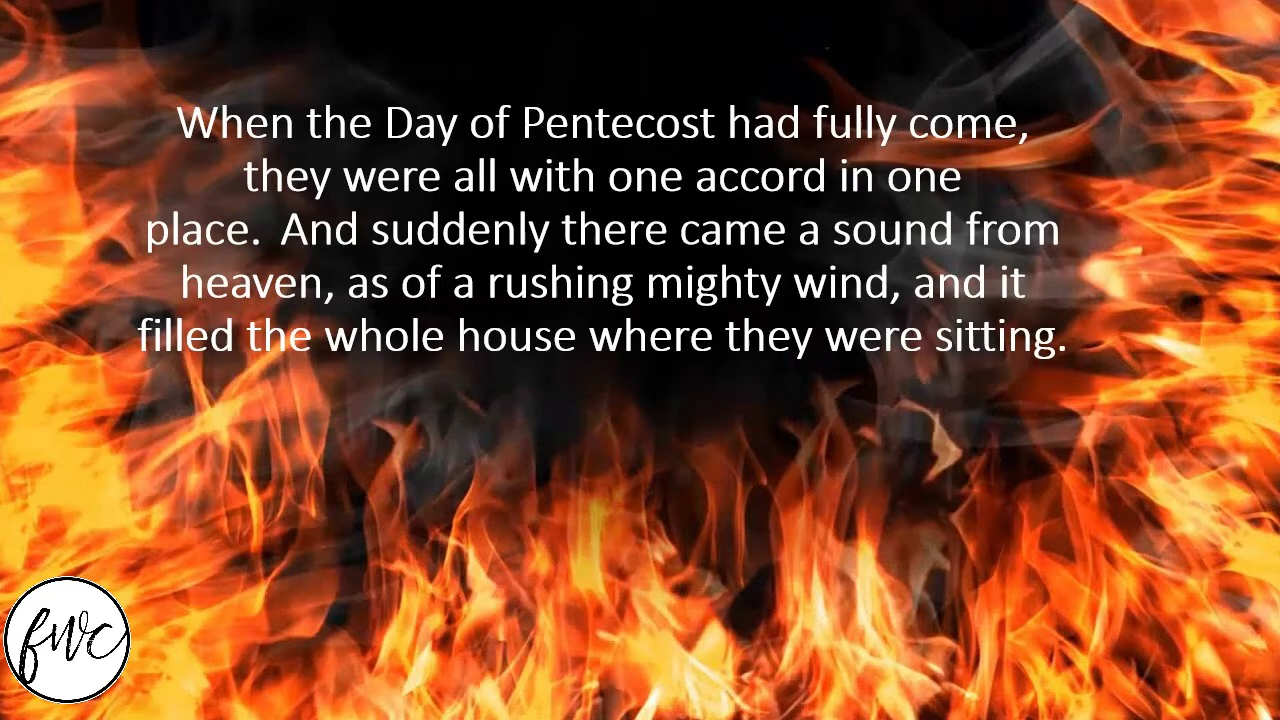 When the Day of Pentecost had fully come,
they were all with one accord in one
place.  And suddenly there came a sound from
heaven, as of a rushing mighty wind, and it
filled the whole house where they were sitting.
fwc